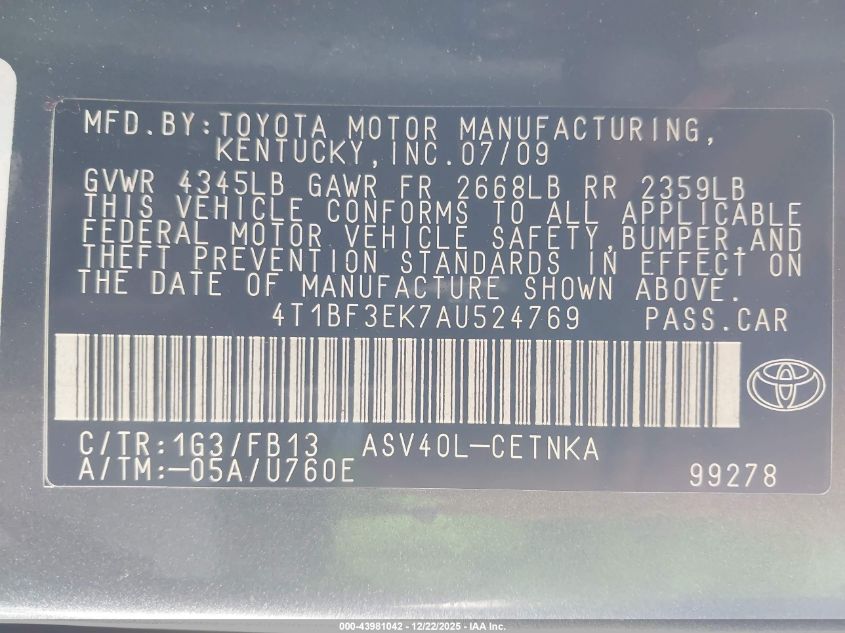 MFD.BY:TOYOTA MOTOR MANUFACTURING,
KENTUCKY,INC.07/09
GVWR 4345LB GAWR FR 2668LB RR 2359LB
THIS VEHICLE CONFORMS TO ALL APPLICABLE
FEDERAL MOTOR VEHICLE SAFETY,BUMPER,AND
THEFT PREVENTION STANDARDS IN EFFECT ON
THE DATE OF MANUFACTURE SHOWN ABOVE.
4T1BF3EK7AU524769 PASS.CAR
C/TR:1G3/FB13 ASV40L-CETNKA
A/TM:-05A/U760E 99278
000-43981042 - 12/22/2025 - IAA Inc.